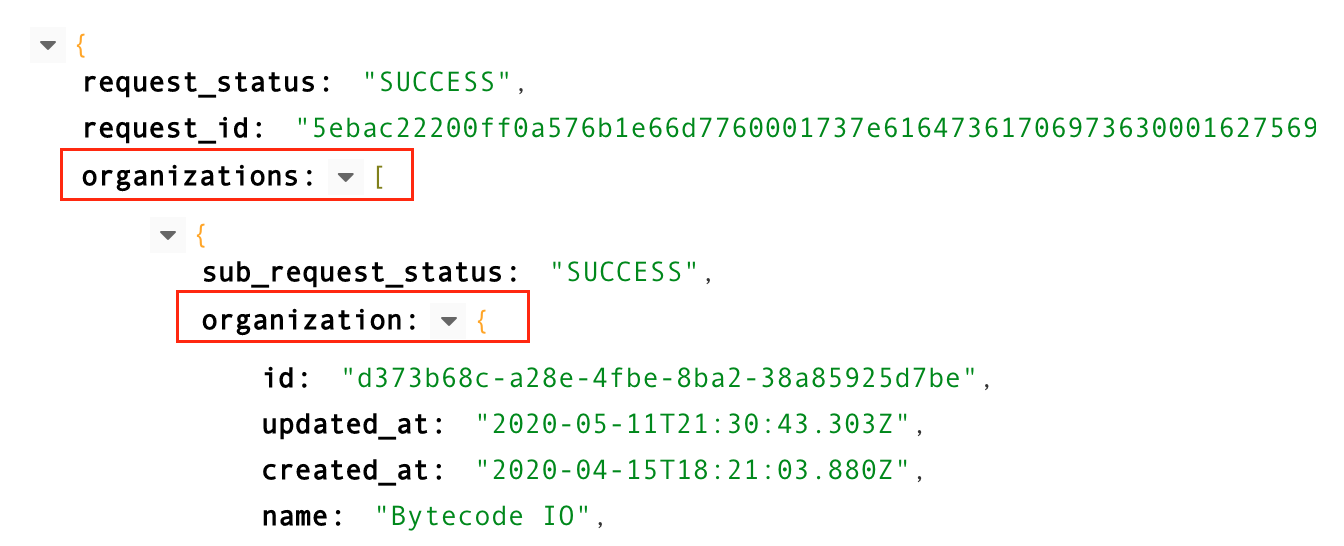 {
request_status: "SUCCESS",
request_id: "5ebac22200ff0a576b1e66d7760001737e61647361706973630001627569
organizations: [
{
sub_request_status: "SUCCESS",
organization: {
id: "d373b68c-a28e-4fbe-8ba2-38a85925d7be",
updated_at: "2020-05-11T21:30:43.303Z",
created_at: "2020-04-15T18:21:03.880Z",
name: "Bytecode IO",